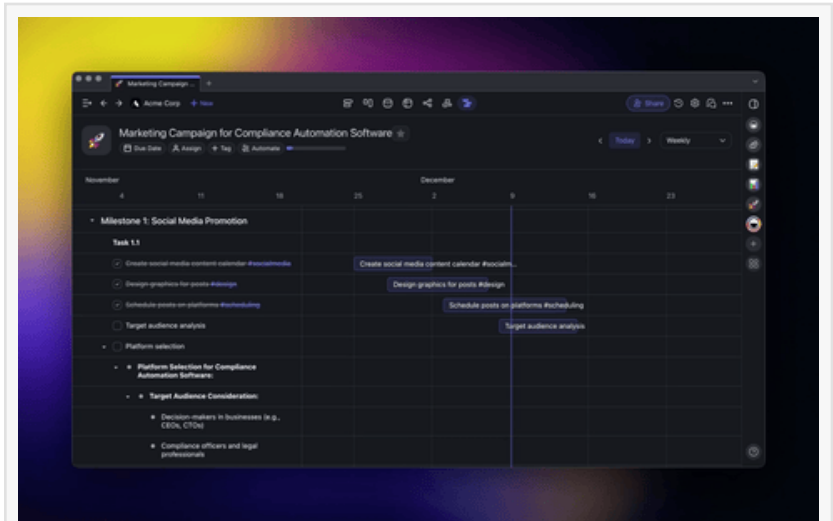 Marketing Campaign ...
Acme Corp + New
Share
Marketing Campaign for Compliance Automation Software
Due Date Assign + Tag Automate
Today Weekly
November December
4 11 18 25 2 9 16 23
Milestone 1: Social Media Promotion
Task 1.1
Create social media content calendar #socialmedia
Create social media content calendar #socialm...
Design graphics for posts #design
Design graphics for posts #design
Schedule posts on platforms #scheduling
Schedule posts on platforms #scheduling
Target audience analysis
Target audience analysis
Platform selection
Platform Selection for Compliance
Automation Software:
Target Audience Consideration:
Decision-makers in businesses (e.g.,
CEOs, CTOs)
Compliance officers and legal
professionals